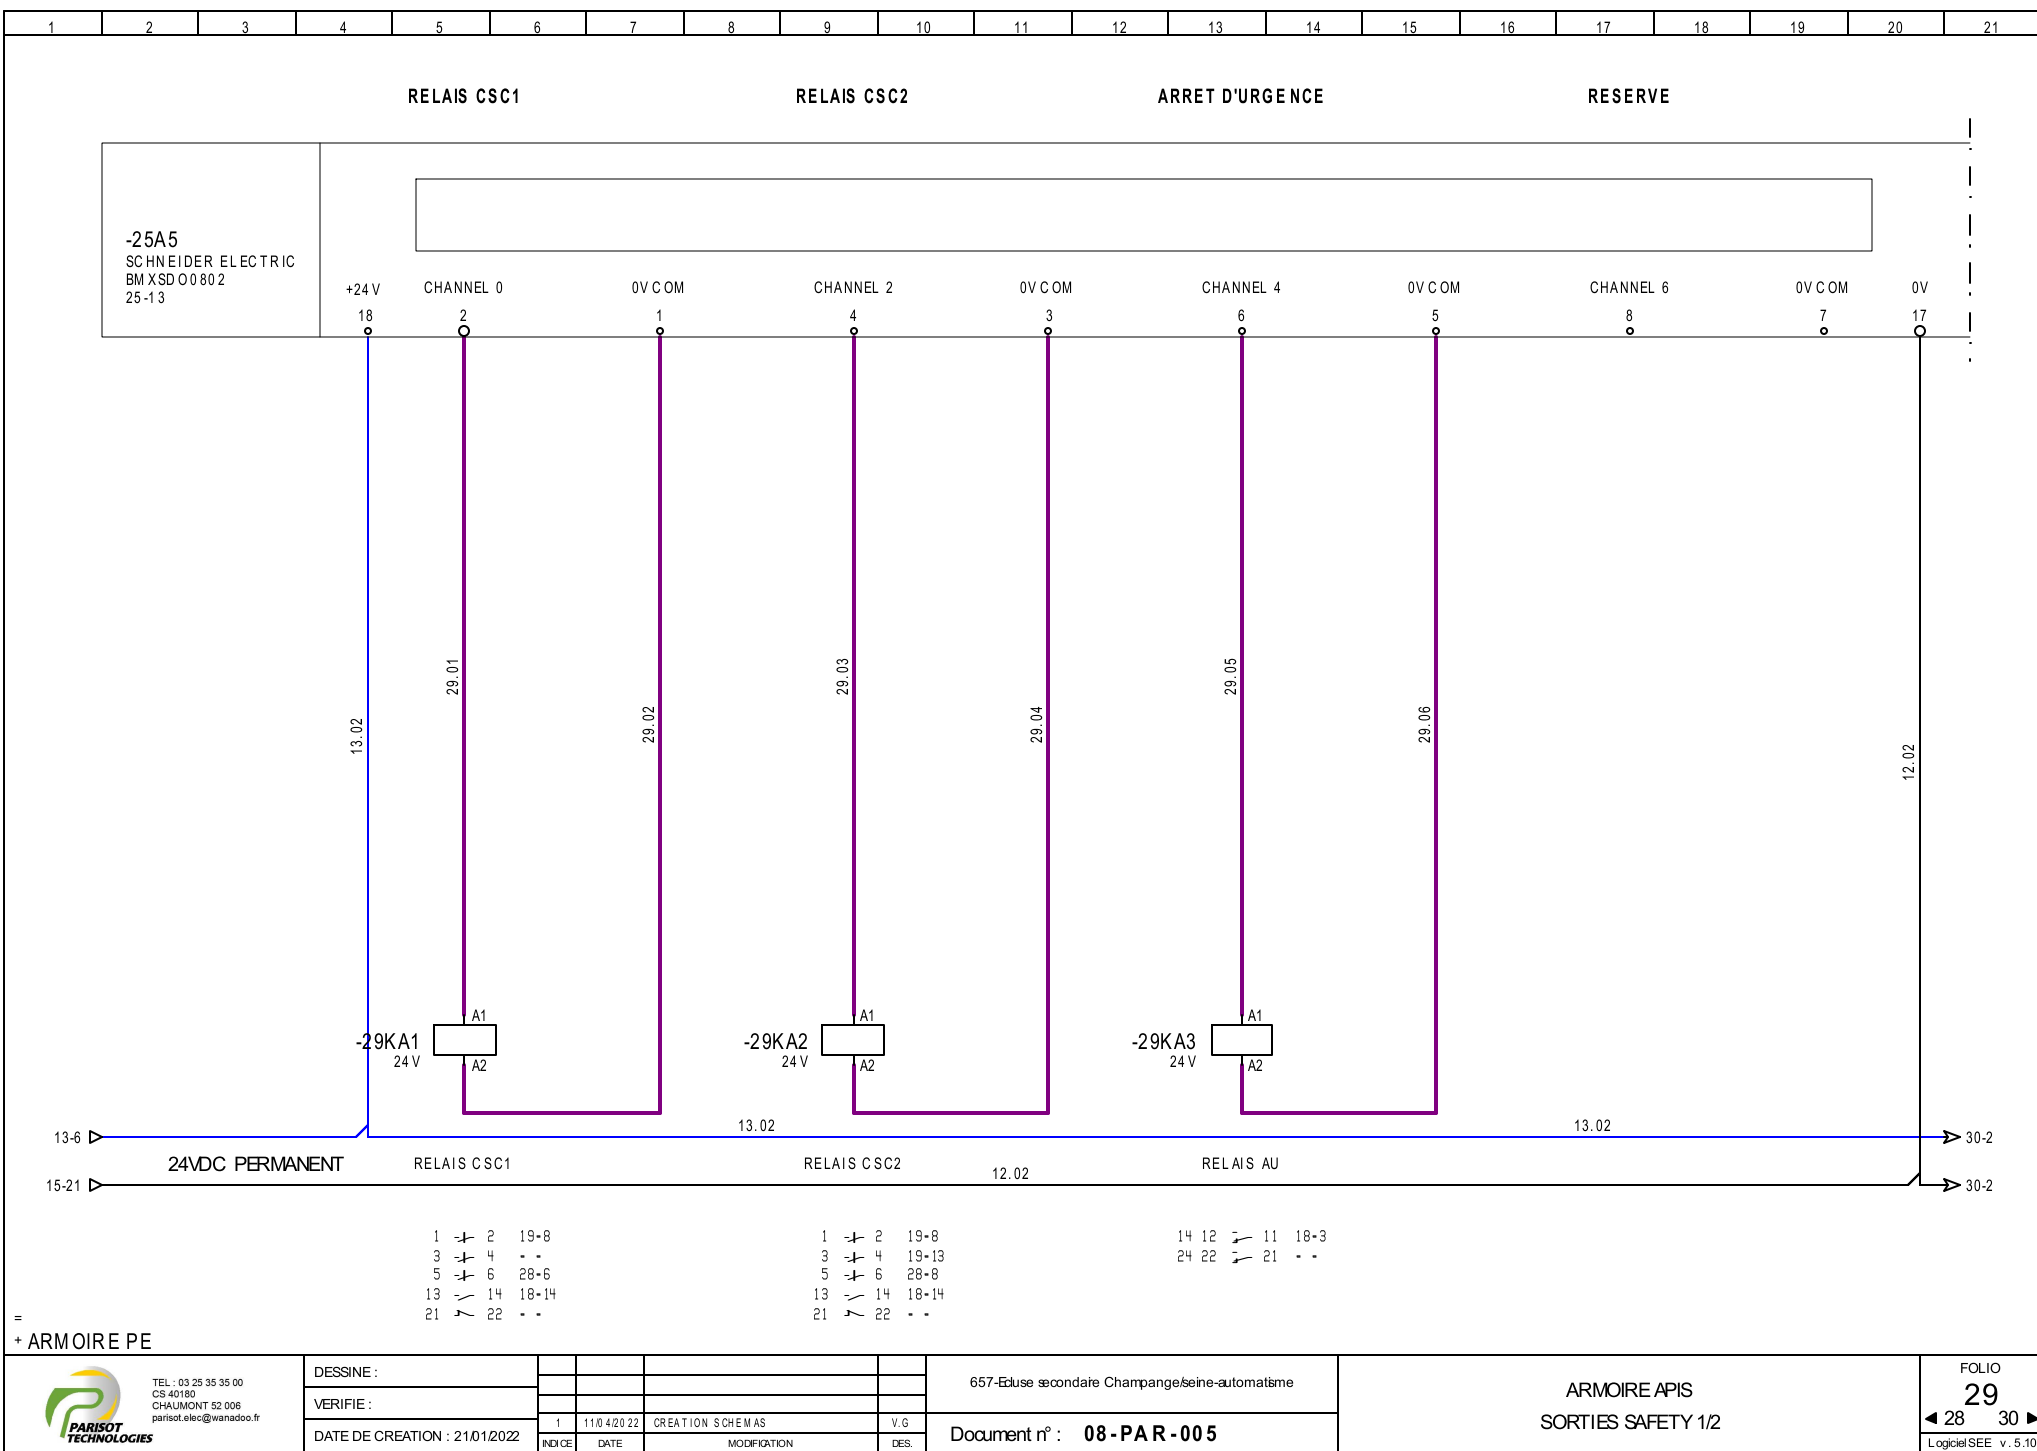 1 2 3 4 5 6 7 8 9 10 11 12 13 14 15 16 17 18 19 20 21
RELAIS CSC1 RELAIS CSC2 ARRET D'URGENCE RESERVE
-25A5
SCHNEIDER ELECTRIC
BMXSDO0802
25-13
+24V CHANNEL 0 0V COM CHANNEL 2 0V COM CHANNEL 4 0V COM CHANNEL 6 0V COM 0V
18 2 1 4 3 6 5 8 7 17
13.02 29.01 29.02 29.03 29.04 29.05 29.06 12.02
A1 A1 A1
-29KA1 -29KA2 -29KA3
24V 24V 24V
A2 A2 A2
13.02 13.02
13-6 30-2
24VDC PERMANENT RELAIS CSC1 RELAIS CSC2 RELAIS AU
12.02
15-21 30-2
1 2 19-8 1 2 19-8 14 12 11 18-3
3 4 - - 3 4 19-13 24 22 21 - -
5 6 28-6 5 6 28-8
13 14 18-14 13 14 18-14
21 22 - - 21 22 - -
=
+ ARMOIRE PE
PARISOT
TECHNOLOGIES
TEL : 03 25 35 35 00
CS 40180
CHAUMONT 52 006
parisot.elec@wanadoo.fr
DESSINE :
VERIFIE :
DATE DE CREATION : 21/01/2022
1 11/04/2022 CREATION SCHEMAS V.G
INDICE DATE MODIFICATION DES.
657-Ecluse secondaire Champange/seine-automatisme
Document n° : 08-PAR-005
ARMOIRE APIS
SORTIES SAFETY 1/2
FOLIO
29
28 30
Logiciel SEE v.5.10